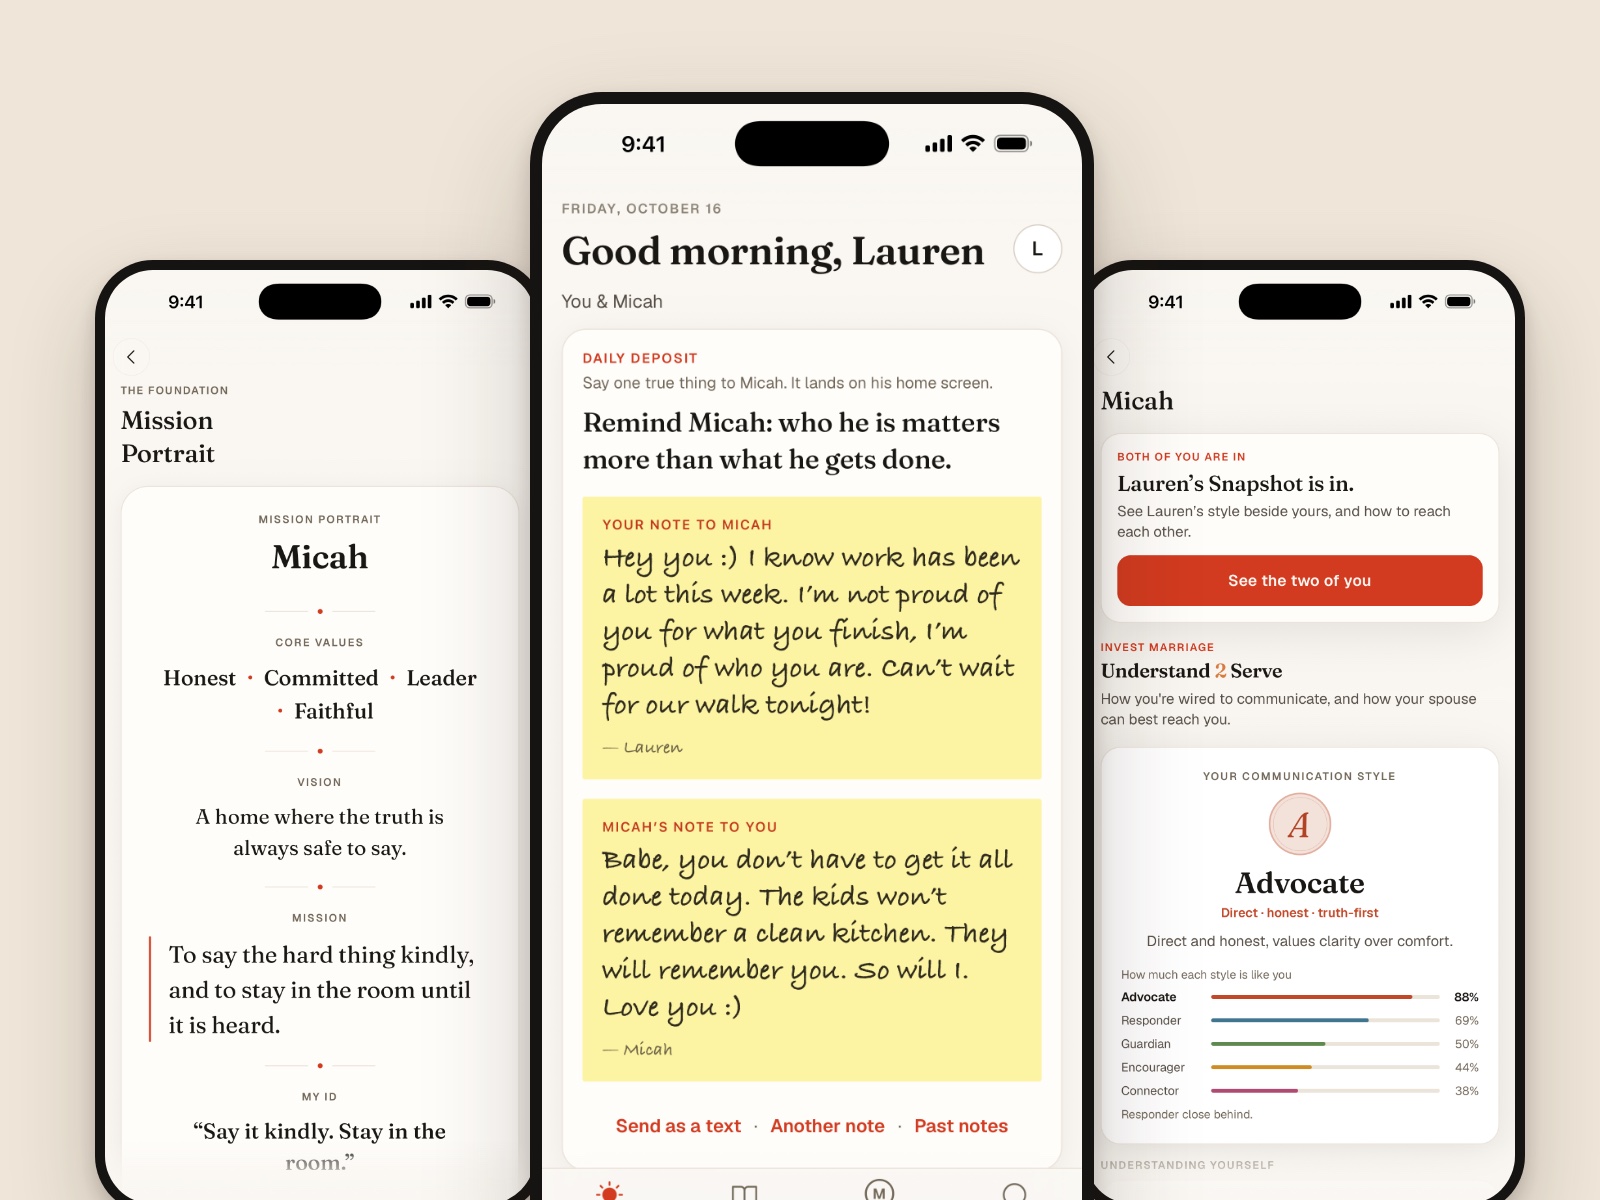 9:41
THE FOUNDATION
Mission
Portrait
MISSION PORTRAIT
Micah
CORE VALUES
Honest · Committed · Leader
· Faithful
VISION
A home where the truth is
always safe to say.
MISSION
To say the hard thing kindly,
and to stay in the room until
it is heard.
MY ID
“Say it kindly. Stay in the
room.”
9:41
FRIDAY, OCTOBER 16
Good morning, Lauren
L
You & Micah
DAILY DEPOSIT
Say one true thing to Micah. It lands on his home screen.
Remind Micah: who he is matters
more than what he gets done.
YOUR NOTE TO MICAH
Hey you :) I know work has been
a lot this week. I’m not proud of
you for what you finish, I’m
proud of who you are. Can’t wait
for our walk tonight!
— Lauren
MICAH’S NOTE TO YOU
Babe, you don’t have to get it all
done today. The kids won’t
remember a clean kitchen. They
will remember you. So will I.
Love you :)
— Micah
Send as a text · Another note · Past notes
M
9:41
Micah
BOTH OF YOU ARE IN
Lauren’s Snapshot is in.
See Lauren’s style beside yours, and how to reach
each other.
See the two of you
INVEST MARRIAGE
Understand 2 Serve
How you're wired to communicate, and how your spouse
can best reach you.
YOUR COMMUNICATION STYLE
A
Advocate
Direct · honest · truth-first
Direct and honest, values clarity over comfort.
How much each style is like you
Advocate 88%
Responder 69%
Guardian 50%
Encourager 44%
Connector 38%
Responder close behind.
UNDERSTANDING YOURSELF